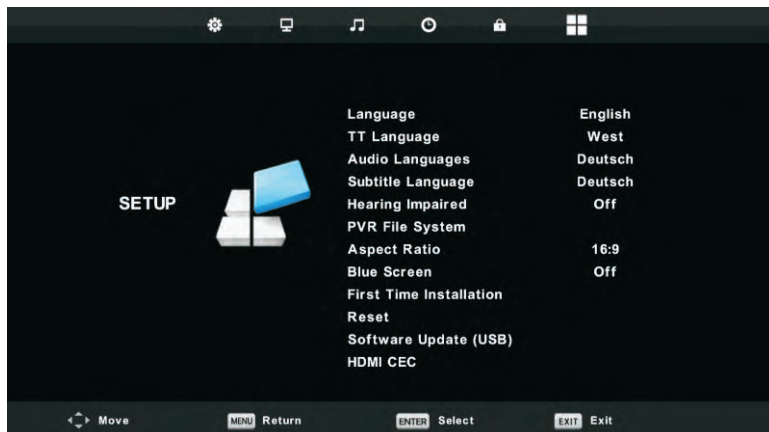 SETUP
Language English
TT Language West
Audio Languages Deutsch
Subtitle Language Deutsch
Hearing Impaired Off
PVR File System
Aspect Ratio 16:9
Blue Screen Off
First Time Installation
Reset
Software Update (USB)
HDMI CEC
Move MENU Return ENTER Select EXIT Exit